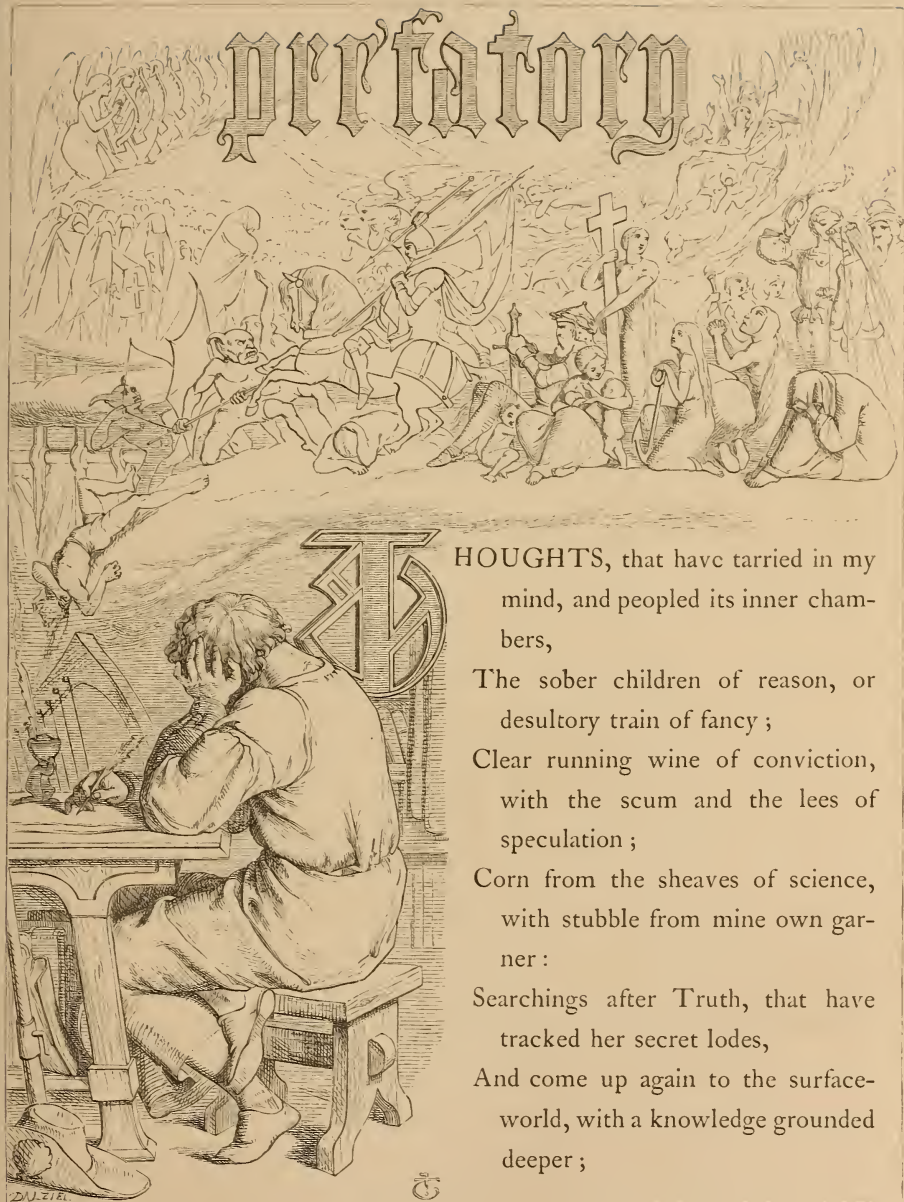 prefatory
THOUGHTS, that have tarried in my
mind, and peopled its inner cham-
bers,
The sober children of reason, or
desultory train of fancy ;
Clear running wine of conviction,
with the scum and the lees of
speculation ;
Corn from the sheaves of science,
with stubble from mine own gar-
ner :
Searchings after Truth, that have
tracked her secret lodes,
And come up again to the surface-
world, with a knowledge grounded
deeper ;
DALZIEL.